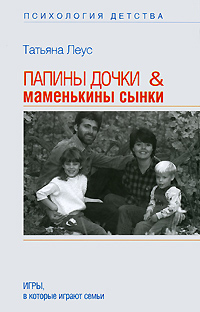 ПСИХОЛОГИЯ ДЕТСТВА
Татьяна Леус
ПАПИНЫ ДОЧКИ &
маменькины сынки
ИГРЫ,
в которые играют семьи